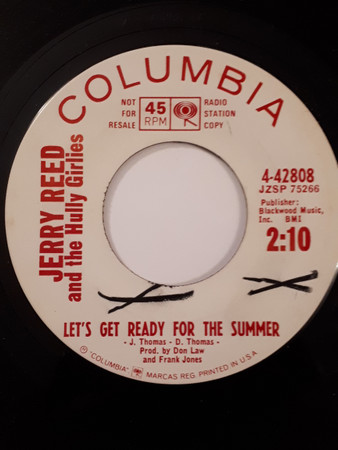 COLUMBIA
NOT
FOR
RESALE
45
RPM
RADIO
STATION
COPY
JERRY REED
and the Hully Girlies
4-42808
JZSP 75266
Publisher:
Blackwood Music,
Inc. BMI
2:10
LET'S GET READY FOR THE SUMMER
- J. Thomas - D. Thomas -
Prod. by Don Law
and Frank Jones
® "COLUMBIA", MARCAS REG. PRINTED IN U.S.A.